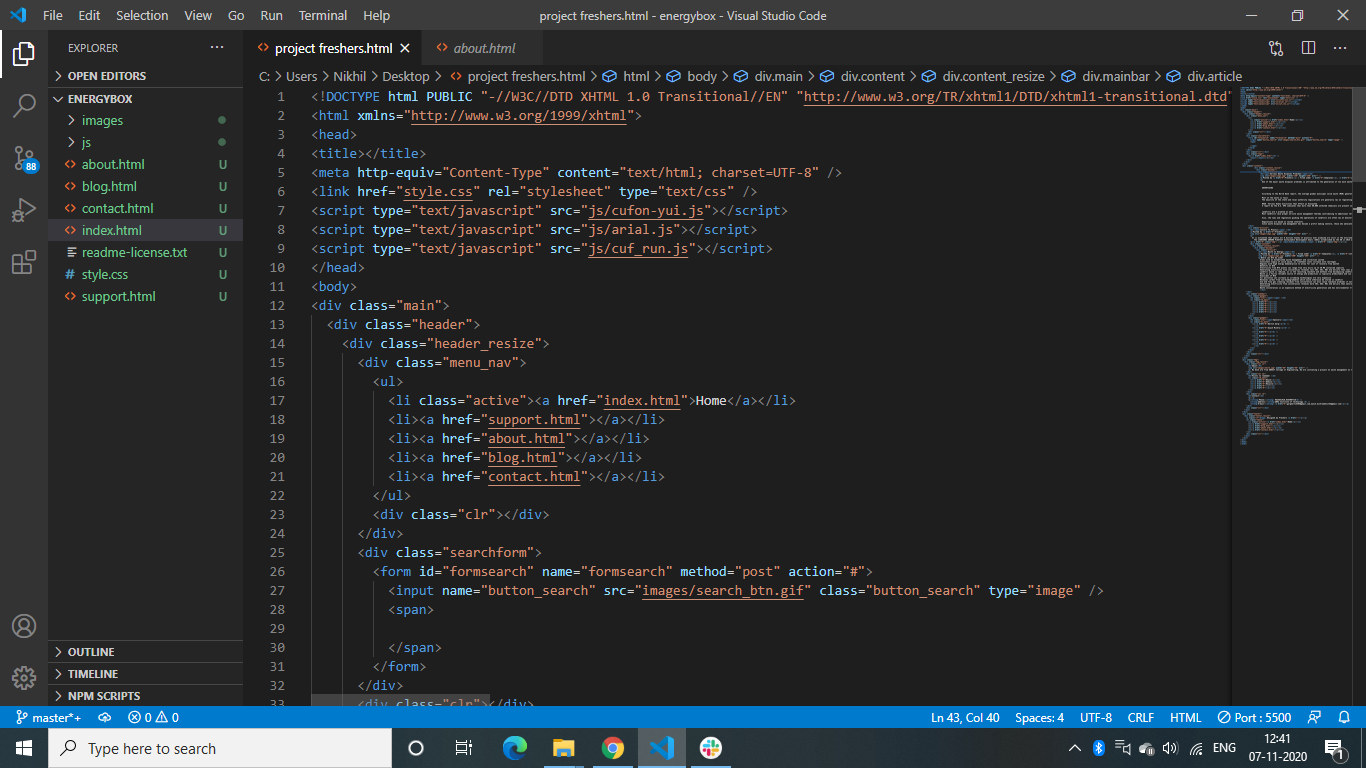 File Edit Selection View Go Run Terminal Help
project freshers.html - energybox - Visual Studio Code
EXPLORER
OPEN EDITORS
ENERGYBOX
images
js
about.html U
blog.html U
contact.html U
index.html U
readme-license.txt U
style.css U
support.html U
OUTLINE
TIMELINE
NPM SCRIPTS
88
project freshers.html
about.html
C: > Users > Nikhil > Desktop > project freshers.html > html > body > div.main > div.content > div.content_resize > div.mainbar > div.article
1 <!DOCTYPE html PUBLIC "-//W3C//DTD XHTML 1.0 Transitional//EN" "http://www.w3.org/TR/xhtml1/DTD/xhtml1-transitional.dtd"
2 <html xmlns="http://www.w3.org/1999/xhtml">
3 <head>
4 <title></title>
5 <meta http-equiv="Content-Type" content="text/html; charset=UTF-8" />
6 <link href="style.css" rel="stylesheet" type="text/css" />
7 <script type="text/javascript" src="js/cufon-yui.js"></script>
8 <script type="text/javascript" src="js/arial.js"></script>
9 <script type="text/javascript" src="js/cuf_run.js"></script>
10 </head>
11 <body>
12 <div class="main">
13 <div class="header">
14 <div class="header_resize">
15 <div class="menu_nav">
16 <ul>
17 <li class="active"><a href="index.html">Home</a></li>
18 <li><a href="support.html"></a></li>
19 <li><a href="about.html"></a></li>
20 <li><a href="blog.html"></a></li>
21 <li><a href="contact.html"></a></li>
22 </ul>
23 <div class="clr"></div>
24 </div>
25 <div class="searchform">
26 <form id="formsearch" name="formsearch" method="post" action="#">
27 <input name="button_search" src="images/search_btn.gif" class="button_search" type="image" />
28 <span>
29
30 </span>
31 </form>
32 </div>
33 <div class="clr"></div>
master*+ 0 0 Ln 43, Col 40 Spaces: 4 UTF-8 CRLF HTML Port : 5500
Type here to search
ENG
12:41
07-11-2020
1